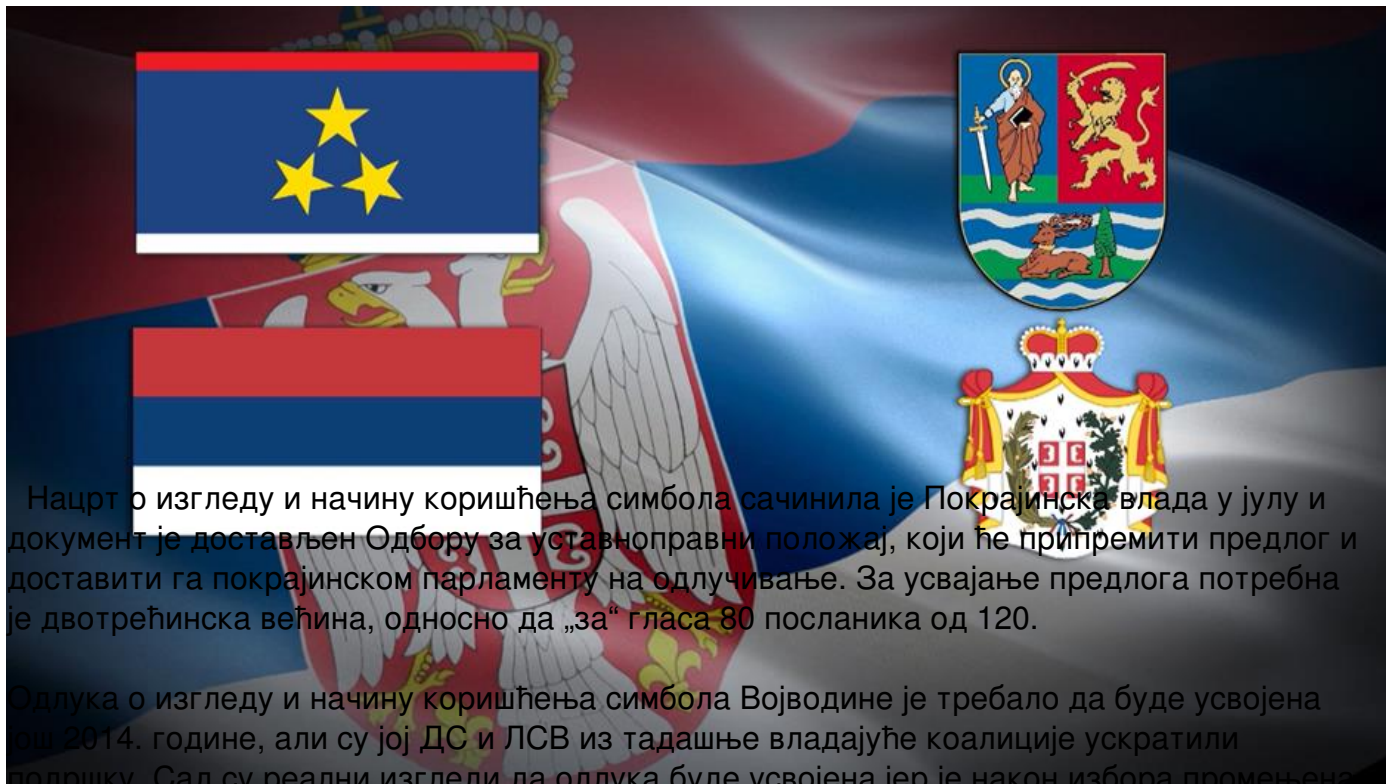 Нацрт о изгледу и начину коришћења симбола сачинила је Покрајинска влада у јулу и
документ је достављен Одбору за уставноправни положај, који ће припремити предлог и
доставити га покрајинском парламенту на одлучивање. За усвајање предлога потребна
је двотрећинска већина, односно да „за“ гласа 80 посланика од 120.
Одлука о изгледу и начину коришћења симбола Војводине је требало да буде усвојена
још 2014. године, али су јој ДС и ЛСВ из тадашње владајуће коалиције ускратили
подршку. Сад су реални изгледи да одлука буде усвојена јер је након избора промењена